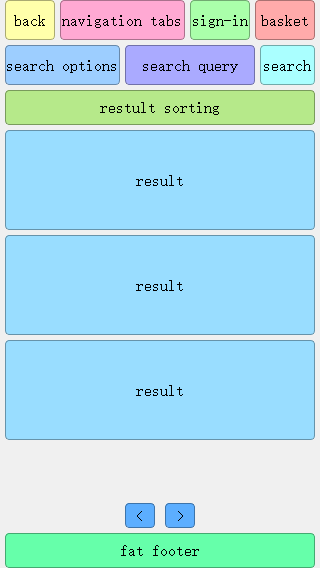 back navigation tabs sign-in basket
search options search query search
restult sorting
result
result
result
< >
fat footer